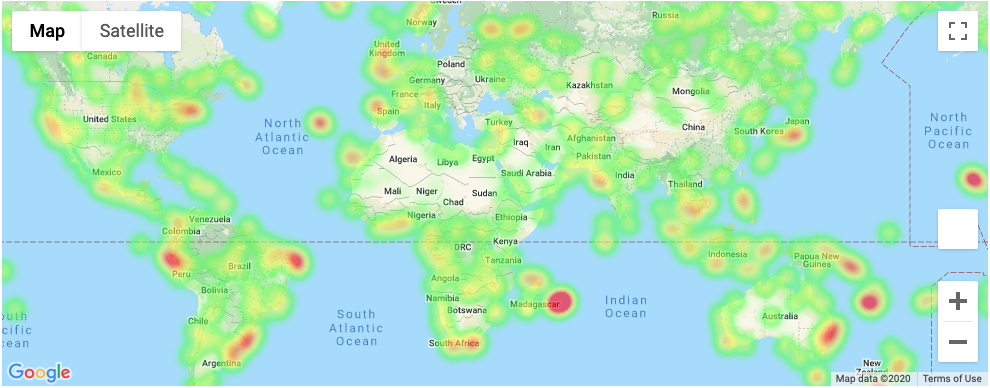 Map
Satellite
Sweden
Norway
Russia
Canada
United
Kingdom
Poland
Germany
Ukraine
Kazakhstan
Mongolia
France
Italy
Spain
United States
North
Atlantic
Ocean
Turkey
China
South Korea
Japan
North
Pacific
Ocean
Iraq
Iran
Afghanistan
Pakistan
Algeria
Libya
Egypt
Saudi Arabia
India
Mexico
Mali
Niger
Chad
Sudan
Thailand
Venezuela
Colombia
Nigeria
Ethiopia
DRC
Kenya
Tanzania
Indonesia
Papua New
Guinea
Peru
Brazil
Angola
Bolivia
Namibia
Botswana
Madagascar
Indian
Ocean
South
Atlantic
Ocean
Australia
Chile
South Africa
Argentina
New
Google
Map data ©2020
Terms of Use